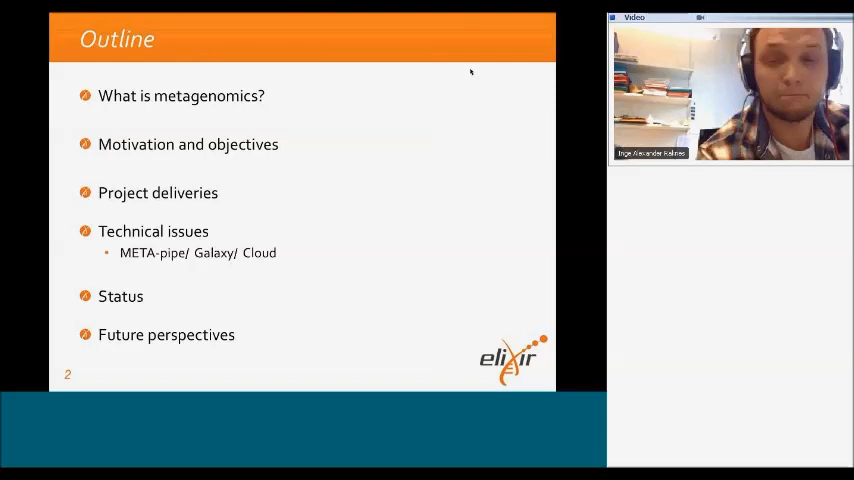 Outline
What is metagenomics?
Motivation and objectives
Project deliveries
Technical issues
META-pipe/ Galaxy/ Cloud
Status
Future perspectives
elixir
2
Video
Inge Alexander Raknes